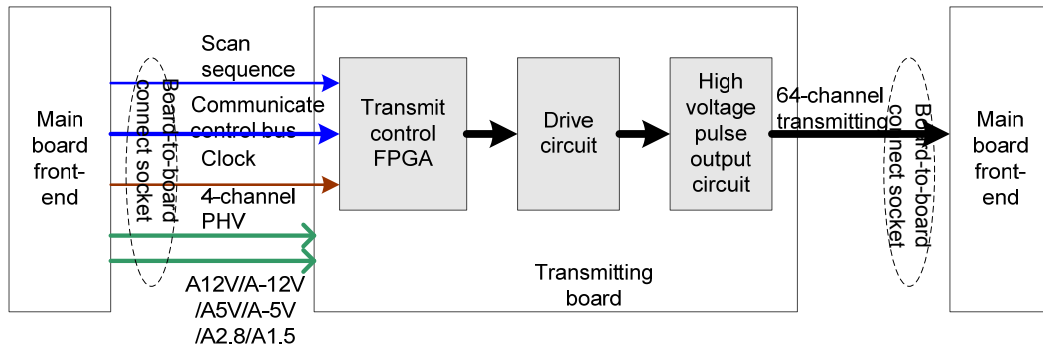 Scan
sequence
Communicate
control bus
Clock
4-channel
PHV
A12V/A-12V
/A5V/A-5V
/A2.8/A1.5
Main
board
front-
end
Board-to-board
connect socket
Transmit
control
FPGA
Drive
circuit
High
voltage
pulse
output
circuit
Transmitting
board
64-channel
transmitting
Board-to-board
connect socket
Main
board
front-
end